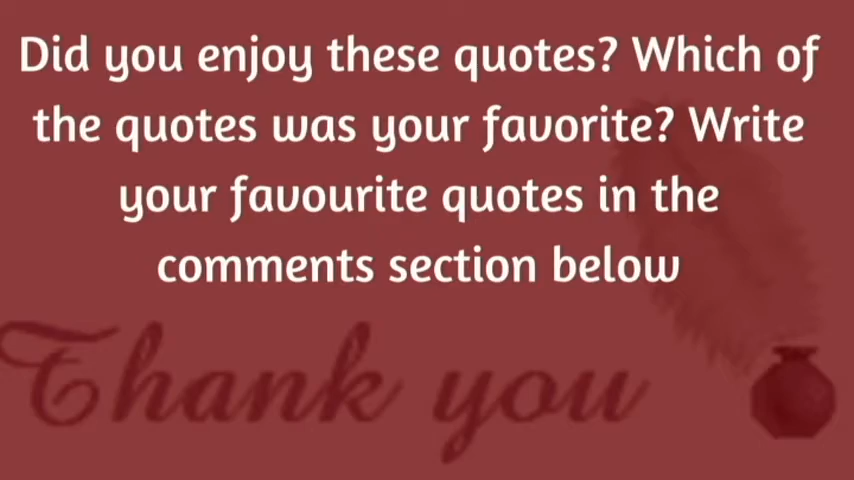 Did you enjoy these quotes? Which of
the quotes was your favorite? Write
your favourite quotes in the
comments section below
Thank you